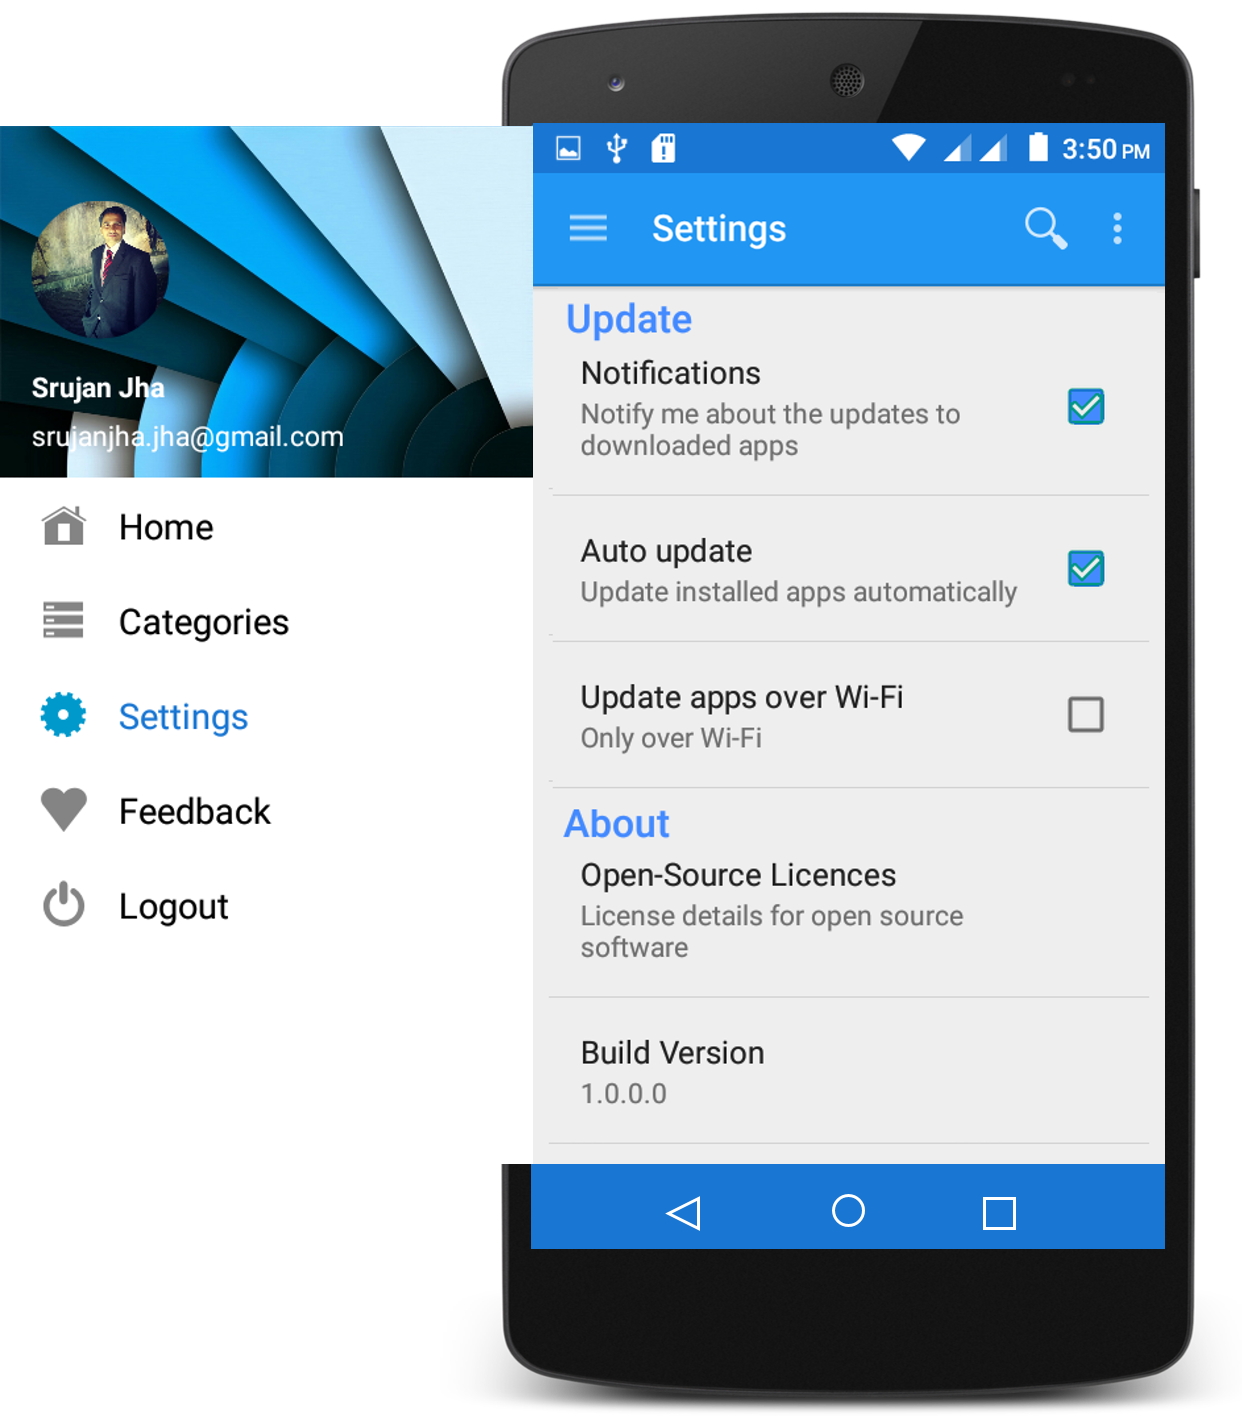 Srujan Jha
srujanjha.jha@gmail.com
Home
Categories
Settings
Feedback
Logout
3:50 PM
Settings
Update
Notifications
Notify me about the updates to
downloaded apps
Auto update
Update installed apps automatically
Update apps over Wi-Fi
Only over Wi-Fi
About
Open-Source Licences
License details for open source
software
Build Version
1.0.0.0